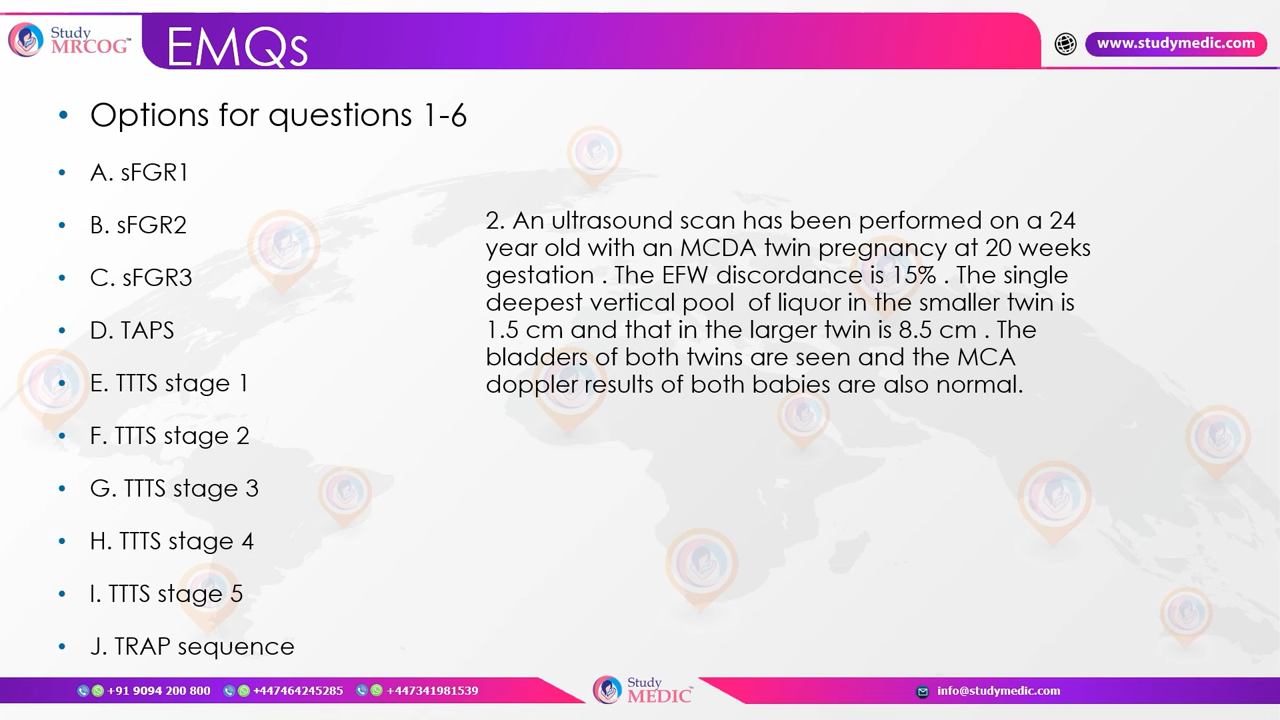 Study
MRCOG™
EMQs
www.studymedic.com
• Options for questions 1-6
• A. sFGR1
• B. sFGR2
• C. sFGR3
• D. TAPS
• E. TTTS stage 1
• F. TTTS stage 2
• G. TTTS stage 3
• H. TTTS stage 4
• I. TTTS stage 5
• J. TRAP sequence
2. An ultrasound scan has been performed on a 24
year old with an MCDA twin pregnancy at 20 weeks
gestation . The EFW discordance is 15% . The single
deepest vertical pool  of liquor in the smaller twin is
1.5 cm and that in the larger twin is 8.5 cm . The
bladders of both twins are seen and the MCA
doppler results of both babies are also normal.
+91 9094 200 800
+447464245285
+447341981539
Study
MEDIC™
info@studymedic.com